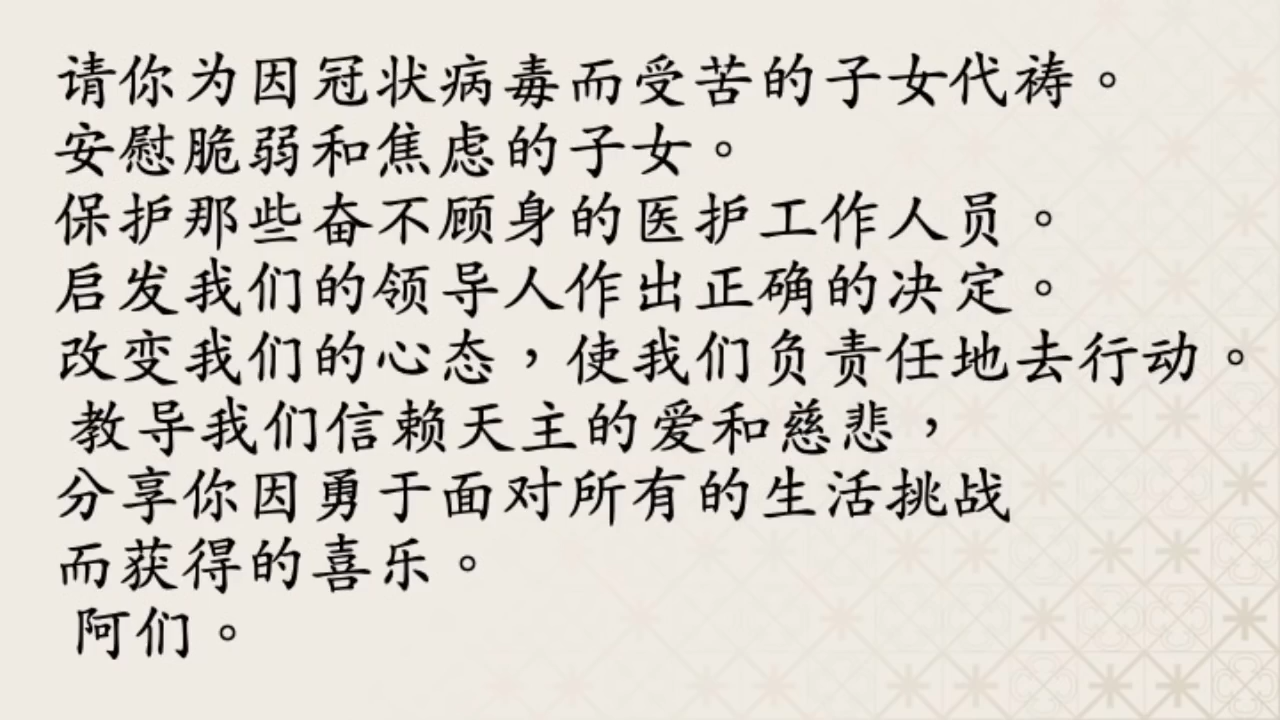 请你为因冠状病毒而受苦的子女代祷。
安慰脆弱和焦虑的子女。
保护那些奋不顾身的医护工作人员。
启发我们的领导人作出正确的决定。
改变我们的心态，使我们负责任地去行动。
教导我们信赖天主的爱和慈悲，
分享你因勇于面对所有的生活挑战
而获得的喜乐。
阿们。